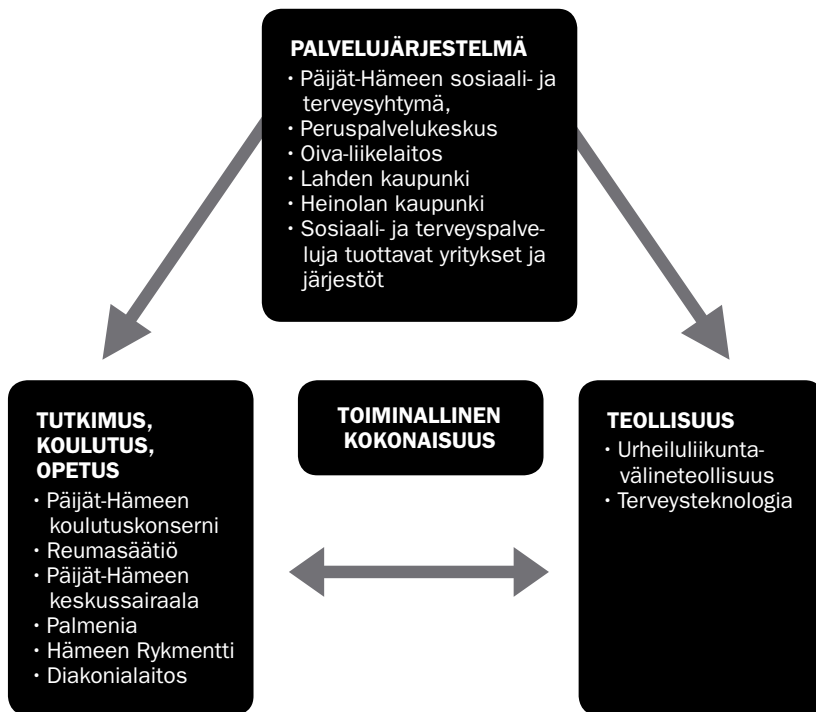 PALVELUJÄRJESTELMÄ
· Päijät-Hämeen sosiaali- ja
terveysyhtymä,
· Peruspalvelukeskus
· Oiva-liikelaitos
· Lahden kaupunki
· Heinolan kaupunki
· Sosiaali- ja terveyspalve-
luja tuottavat yritykset ja
järjestöt
TUTKIMUS,
KOULUTUS,
OPETUS
· Päijät-Hämeen
koulutuskonserni
· Reumasäätiö
· Päijät-Hämeen
keskussairaala
· Palmenia
· Hämeen Rykmentti
· Diakonialaitos
TOIMINALLINEN
KOKONAISUUS
TEOLLISUUS
· Urheiluliikunta-
välineteollisuus
· Terveysteknologia